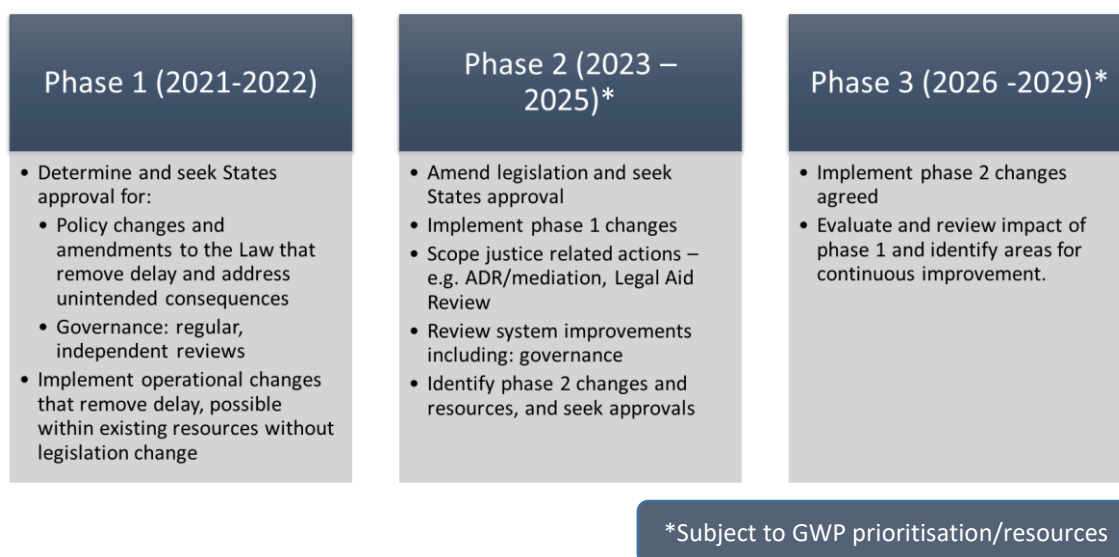 Phase 1 (2021-2022)
• Determine and seek States
approval for:
• Policy changes and
amendments to the Law that
remove delay and address
unintended consequences
• Governance: regular,
independent reviews
• Implement operational changes
that remove delay, possible
within existing resources without
legislation change
Phase 2 (2023 –
2025)*
• Amend legislation and seek
States approval
• Implement phase 1 changes
• Scope justice related actions –
e.g. ADR/mediation, Legal Aid
Review
• Review system improvements
including: governance
• Identify phase 2 changes and
resources, and seek approvals
Phase 3 (2026 -2029)*
• Implement phase 2 changes
agreed
• Evaluate and review impact of
phase 1 and identify areas for
continuous improvement.
*Subject to GWP prioritisation/resources